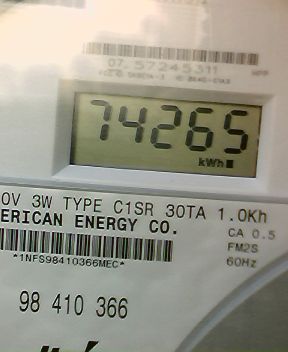 07 57245311
74265
kWh
0V 3W TYPE C1SR 30TA 1.0Kh
ERICAN ENERGY CO.
CA 0.5
FM2S
*1NFS98410366MEC*
60Hz
98 410 366